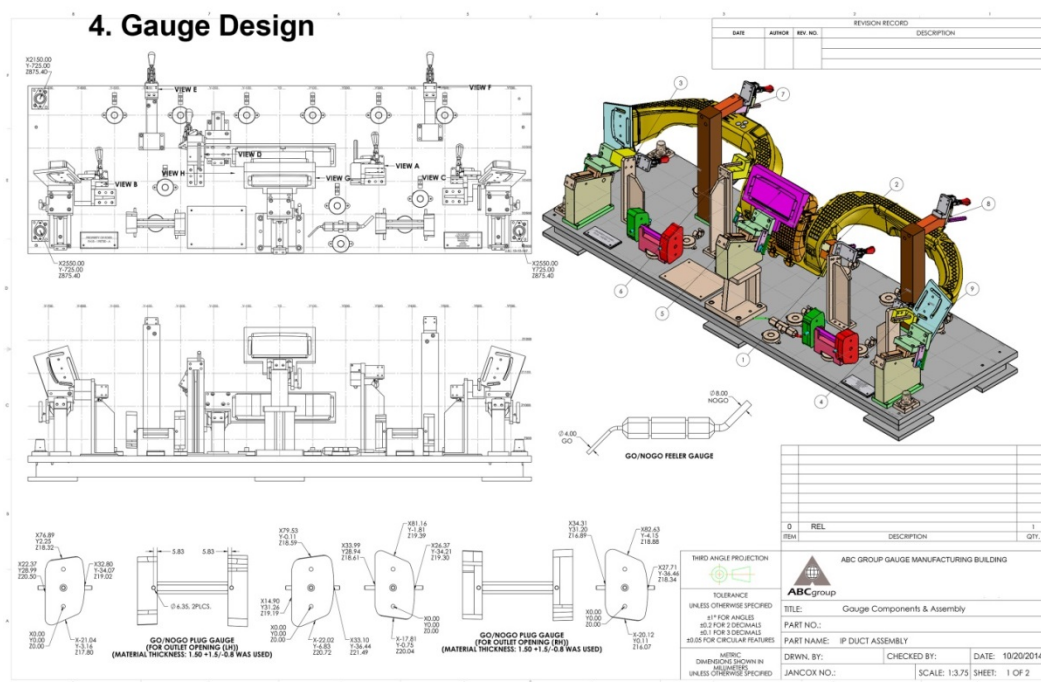 4. Gauge Design
REVISION RECORD
DATE AUTHOR REV. NO. DESCRIPTION
X2150.00
Y-725.00
Z875.40
VIEW E
VIEW F
VIEW D
VIEW A
VIEW H
VIEW B
VIEW G
VIEW C
X2550.00
Y-725.00
Z875.40
X2550.00
Y725.00
Z875.40
3
7
2
8
6
5
9
1
4
Ø8.00
NOGO
Ø4.00
GO
GO/NOGO FEELER GAUGE
0 REL 1
ITEM DESCRIPTION QTY.
X76.89
Y2.25
Z18.32
X22.37
Y28.99
Z20.50
X32.80
Y-34.07
Z19.02
X0.00
Y0.00
Z0.00
X-21.04
Y-3.16
Z17.80
5.83 5.83
Ø 6.35, 2PLCS.
GO/NOGO PLUG GAUGE
(FOR OUTLET OPENING (LH))
(MATERIAL THICKNESS: 1.50 +1.5/-0.8 WAS USED)
X79.53
Y-0.11
Z18.59
X14.90
Y31.26
Z19.19
X0.00
Y0.00
Z0.00
X-22.02
Y-6.83
Z20.72
X33.10
Y-36.44
Z21.49
X81.16
Y-1.81
Z19.39
X33.99
Y28.94
Z18.61
X26.37
Y-34.21
Z19.30
X0.00
Y0.00
Z0.00
X-17.81
Y-0.75
Z20.04
GO/NOGO PLUG GAUGE
(FOR OUTLET OPENING (RH))
(MATERIAL THICKNESS: 1.50 +1.5/-0.8 WAS USED)
X34.31
Y31.20
Z16.89
X82.63
Y-4.15
Z18.88
X27.71
Y-36.46
Z18.34
X0.00
Y0.00
Z0.00
X-20.12
Y0.11
Z16.07
THIRD ANGLE PROJECTION
TOLERANCE
UNLESS OTHERWISE SPECIFIED
±1° FOR ANGLES
±0.2 FOR 2 DECIMALS
±0.1 FOR 3 DECIMALS
±0.05 FOR CIRCULAR FEATURES
METRIC
DIMENSIONS SHOWN IN
MILLIMETERS
UNLESS OTHERWISE SPECIFIED
ABCgroup
ABC GROUP GAUGE MANUFACTURING BUILDING
TITLE: Gauge Components & Assembly
PART NO.:
PART NAME: IP DUCT ASSEMBLY
DRWN. BY: CHECKED BY: DATE: 10/20/2014
JANCOX NO.: SCALE: 1:3.75 SHEET: 1 OF 2